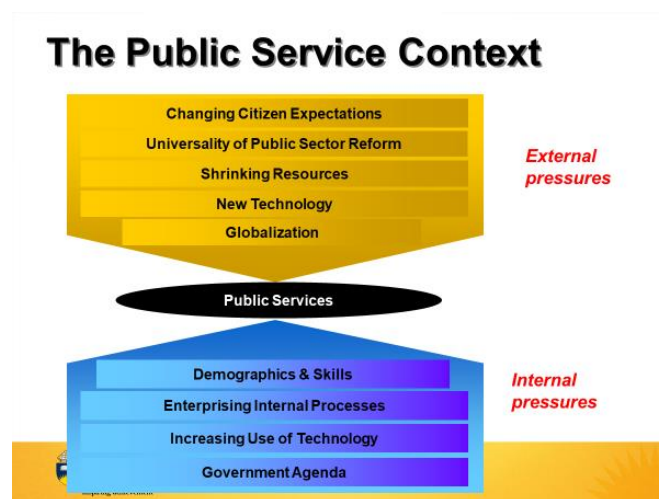 The Public Service Context
Changing Citizen Expectations
Universality of Public Sector Reform
Shrinking Resources
New Technology
Globalization
External
pressures
Public Services
Demographics & Skills
Enterprising Internal Processes
Increasing Use of Technology
Government Agenda
Internal
pressures